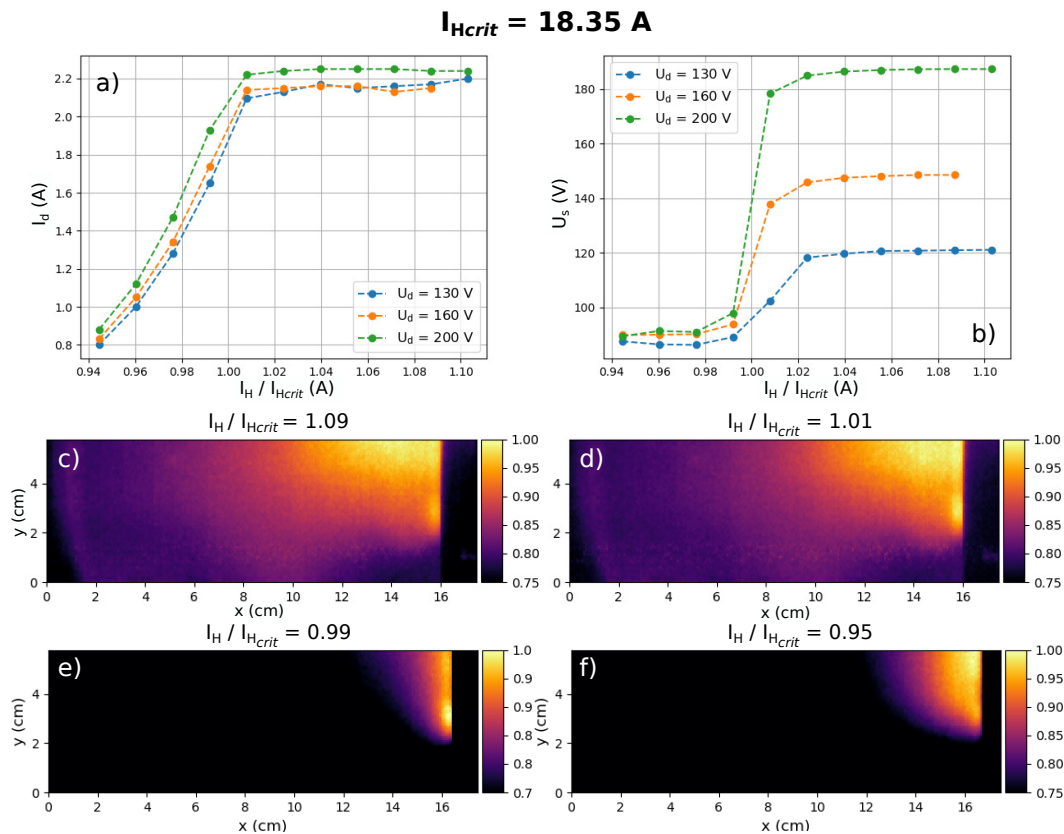 I_Hcrit = 18.35 A
a)
I_d (A)
2.2
2.0
1.8
1.6
1.4
1.2
1.0
0.8
U_d = 130 V
U_d = 160 V
U_d = 200 V
0.94 0.96 0.98 1.00 1.02 1.04 1.06 1.08 1.10
I_H / I_Hcrit (A)
U_d = 130 V
U_d = 160 V
U_d = 200 V
U_s (V)
180
160
140
120
100
b)
0.94 0.96 0.98 1.00 1.02 1.04 1.06 1.08 1.10
I_H / I_Hcrit (A)
I_H / I_Hcrit = 1.09
c)
y (cm)
4
2
0
0 2 4 6 8 10 12 14 16
x (cm)
1.00
0.95
0.90
0.85
0.80
0.75
I_H / I_Hcrit = 1.01
d)
y (cm)
4
2
0
0 2 4 6 8 10 12 14 16
x (cm)
1.00
0.95
0.90
0.85
0.80
0.75
I_H / I_Hcrit = 0.99
e)
y (cm)
4
2
0
0 2 4 6 8 10 12 14 16
x (cm)
1.0
0.9
0.8
0.7
I_H / I_Hcrit = 0.95
f)
y (cm)
4
2
0
0 2 4 6 8 10 12 14 16
x (cm)
1.00
0.95
0.90
0.85
0.80
0.75